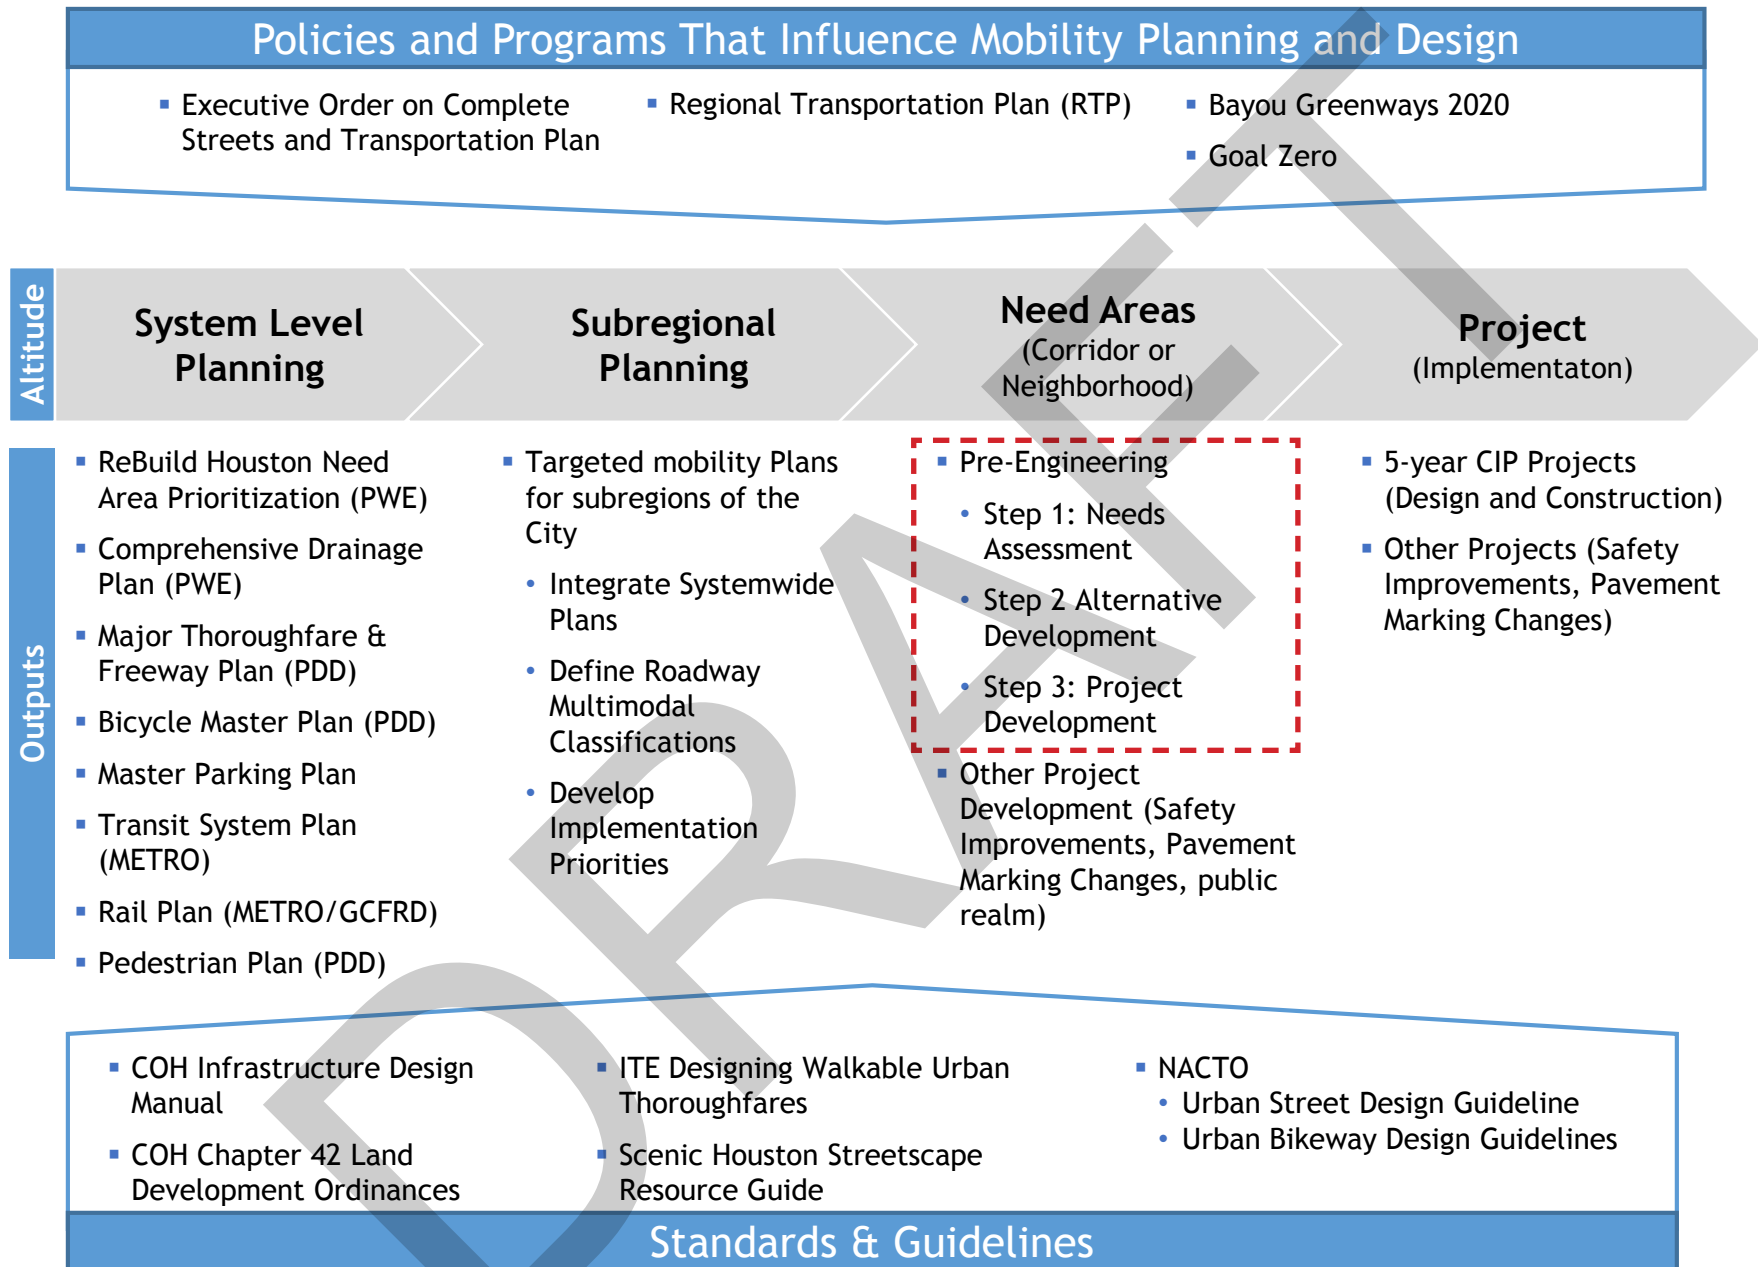 Policies and Programs That Influence Mobility Planning and Design
▪ Executive Order on Complete
Streets and Transportation Plan
▪ Regional Transportation Plan (RTP)
▪ Bayou Greenways 2020
▪ Goal Zero
Altitude
System Level
Planning
Subregional
Planning
Need Areas
(Corridor or
Neighborhood)
Project
(Implementaton)
Outputs
▪ ReBuild Houston Need
Area Prioritization (PWE)
▪ Comprehensive Drainage
Plan (PWE)
▪ Major Thoroughfare &
Freeway Plan (PDD)
▪ Bicycle Master Plan (PDD)
▪ Master Parking Plan
▪ Transit System Plan
(METRO)
▪ Rail Plan (METRO/GCFRD)
▪ Pedestrian Plan (PDD)
▪ Targeted mobility Plans
for subregions of the
City
• Integrate Systemwide
Plans
• Define Roadway
Multimodal
Classifications
• Develop
Implementation
Priorities
▪ Pre-Engineering
• Step 1: Needs
Assessment
• Step 2 Alternative
Development
• Step 3: Project
Development
▪ Other Project
Development (Safety
Improvements, Pavement
Marking Changes, public
realm)
▪ 5-year CIP Projects
(Design and Construction)
▪ Other Projects (Safety
Improvements, Pavement
Marking Changes)
▪ COH Infrastructure Design
Manual
▪ COH Chapter 42 Land
Development Ordinances
▪ ITE Designing Walkable Urban
Thoroughfares
▪ Scenic Houston Streetscape
Resource Guide
▪ NACTO
• Urban Street Design Guideline
• Urban Bikeway Design Guidelines
Standards & Guidelines
DRAFT